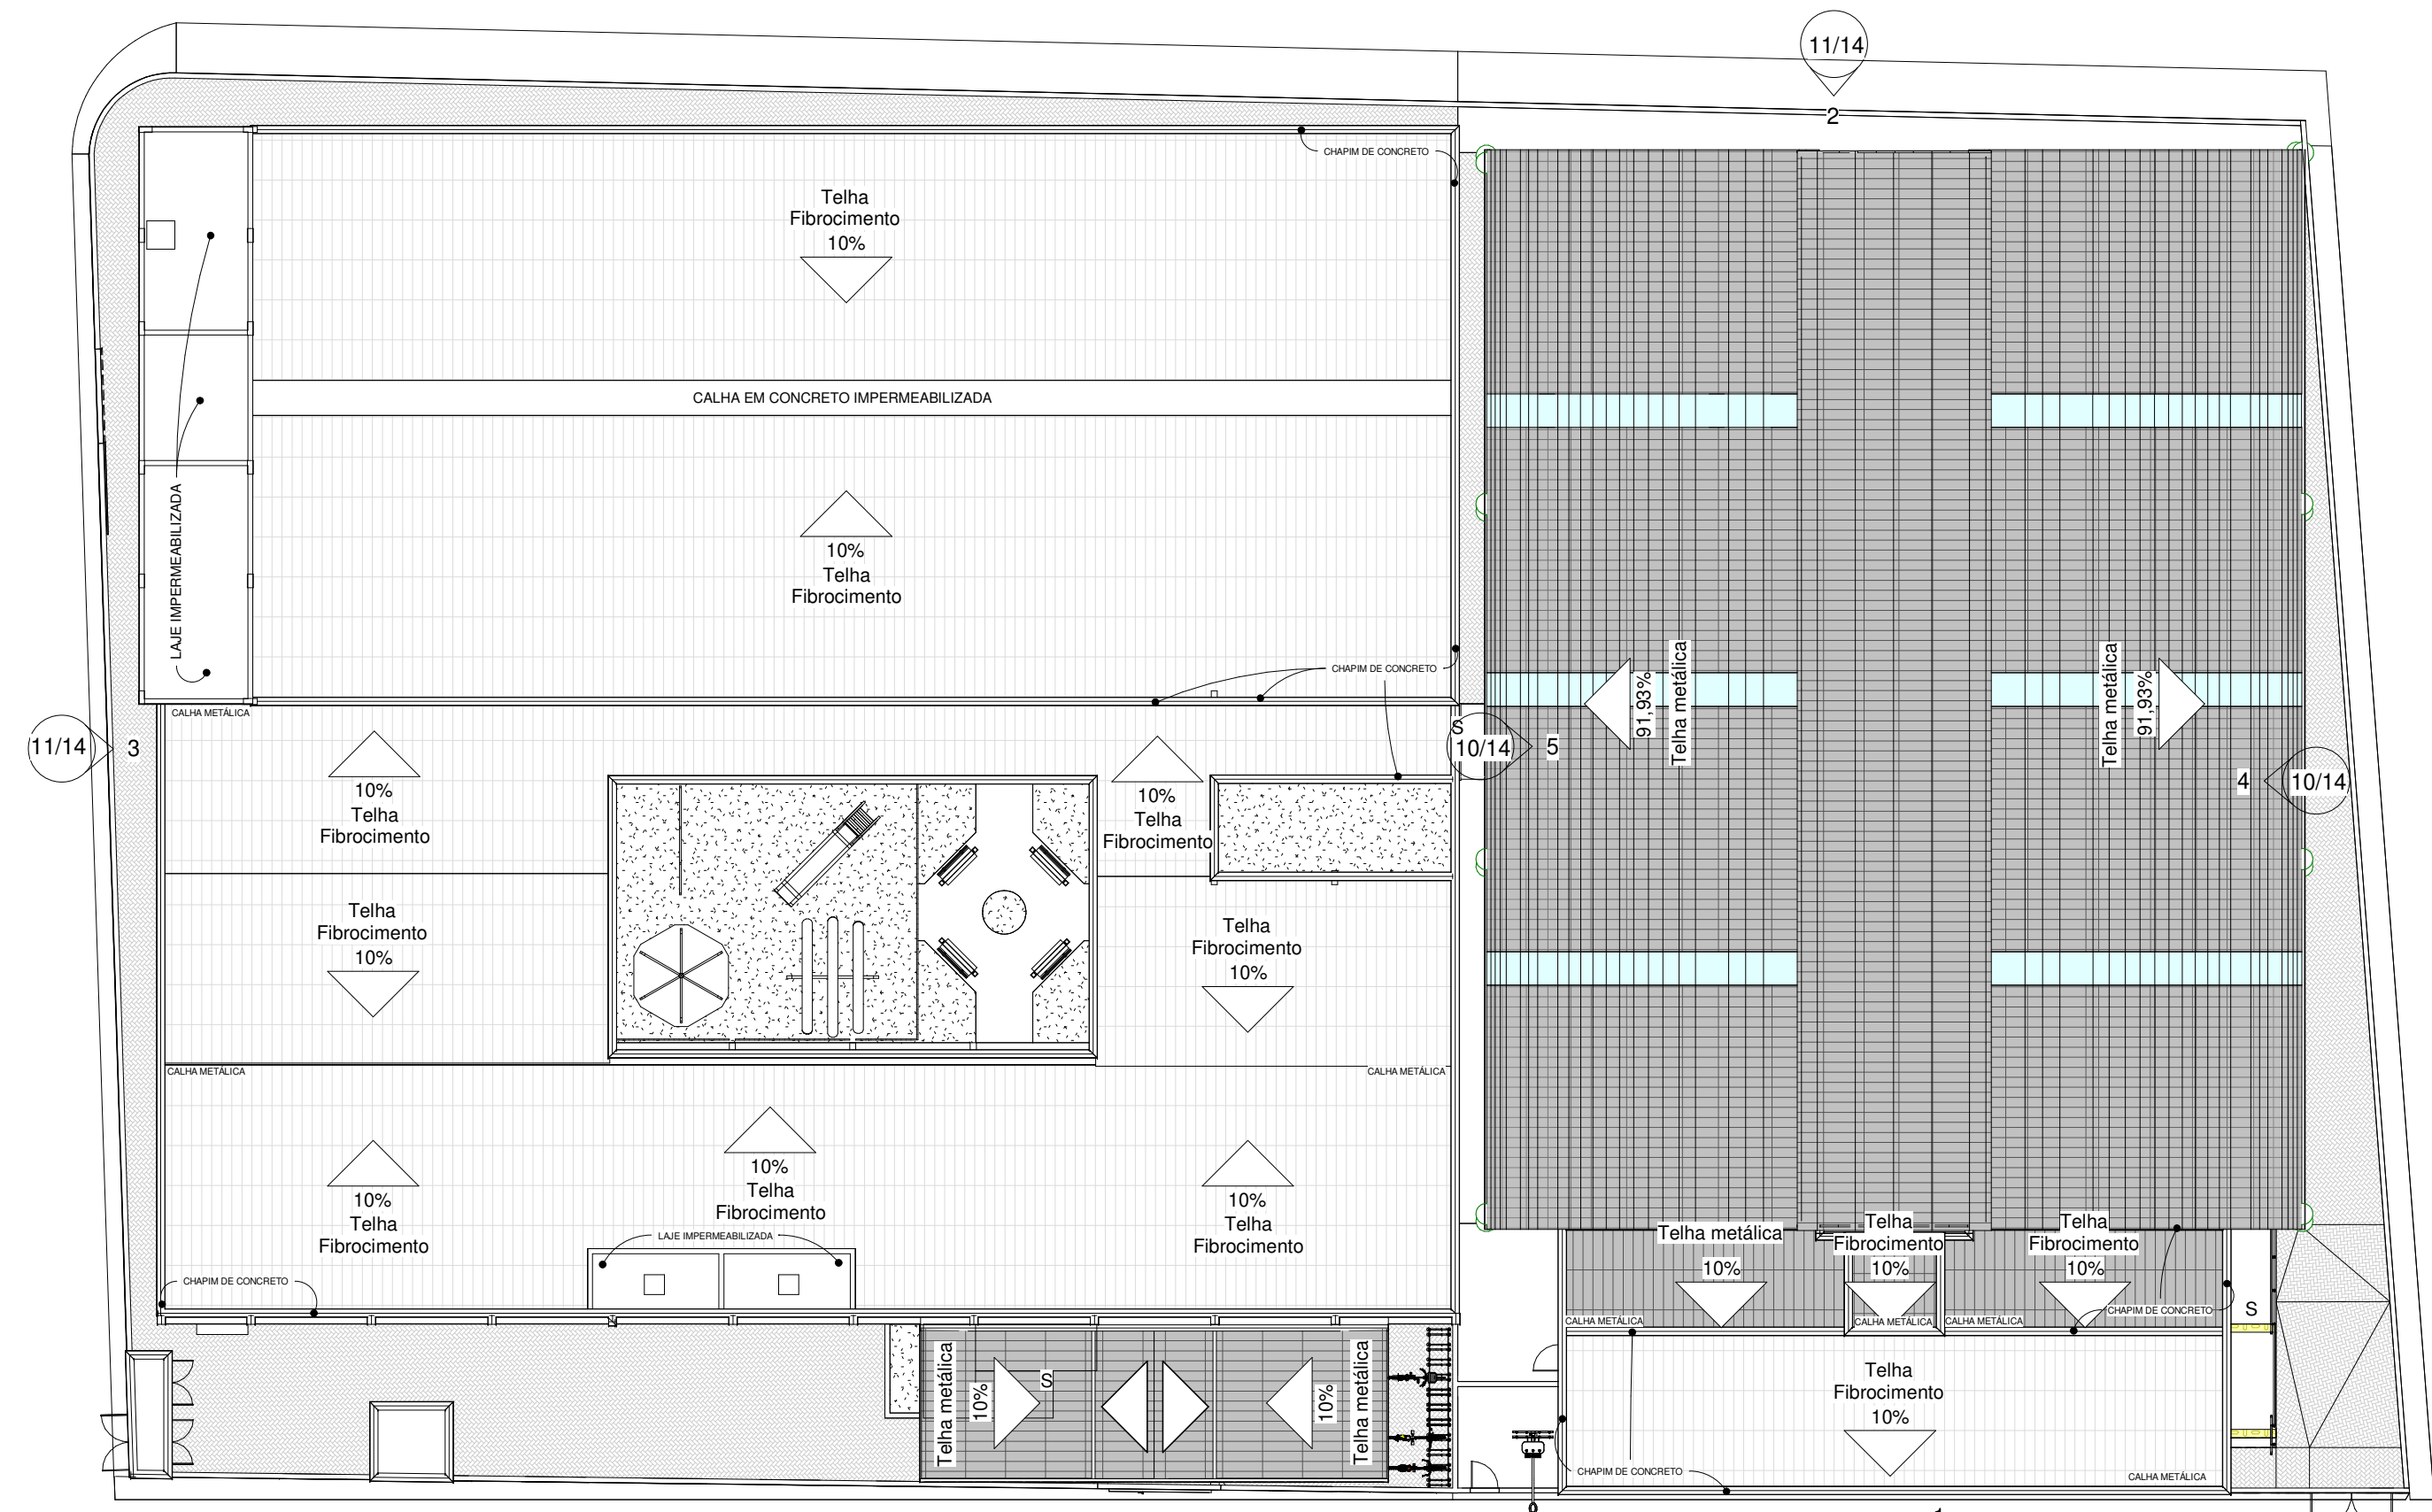 11/14
2
CHAPIM DE CONCRETO
Telha
Fibrocimento
10%
CALHA EM CONCRETO IMPERMEABILIZADA
10%
Telha
Fibrocimento
LAJE IMPERMEABILIZADA
CHAPIM DE CONCRETO
CALHA METÁLICA
11/14
3
S
10/14
5
91,93%
Telha metálica
Telha metálica
91,93%
4
10/14
10%
Telha
Fibrocimento
10%
Telha
Fibrocimento
Telha
Fibrocimento
10%
Telha
Fibrocimento
10%
CALHA METÁLICA
CALHA METÁLICA
10%
Telha
Fibrocimento
10%
Telha
Fibrocimento
10%
Telha
Fibrocimento
LAJE IMPERMEABILIZADA
CHAPIM DE CONCRETO
Telha metálica
10%
Telha
Fibrocimento
10%
Telha
Fibrocimento
10%
CHAPIM DE CONCRETO
S
CALHA METÁLICA
CALHA METÁLICA
CALHA METÁLICA
Telha metálica
10%
S
10%
Telha metálica
Telha
Fibrocimento
10%
CHAPIM DE CONCRETO
CALHA METÁLICA